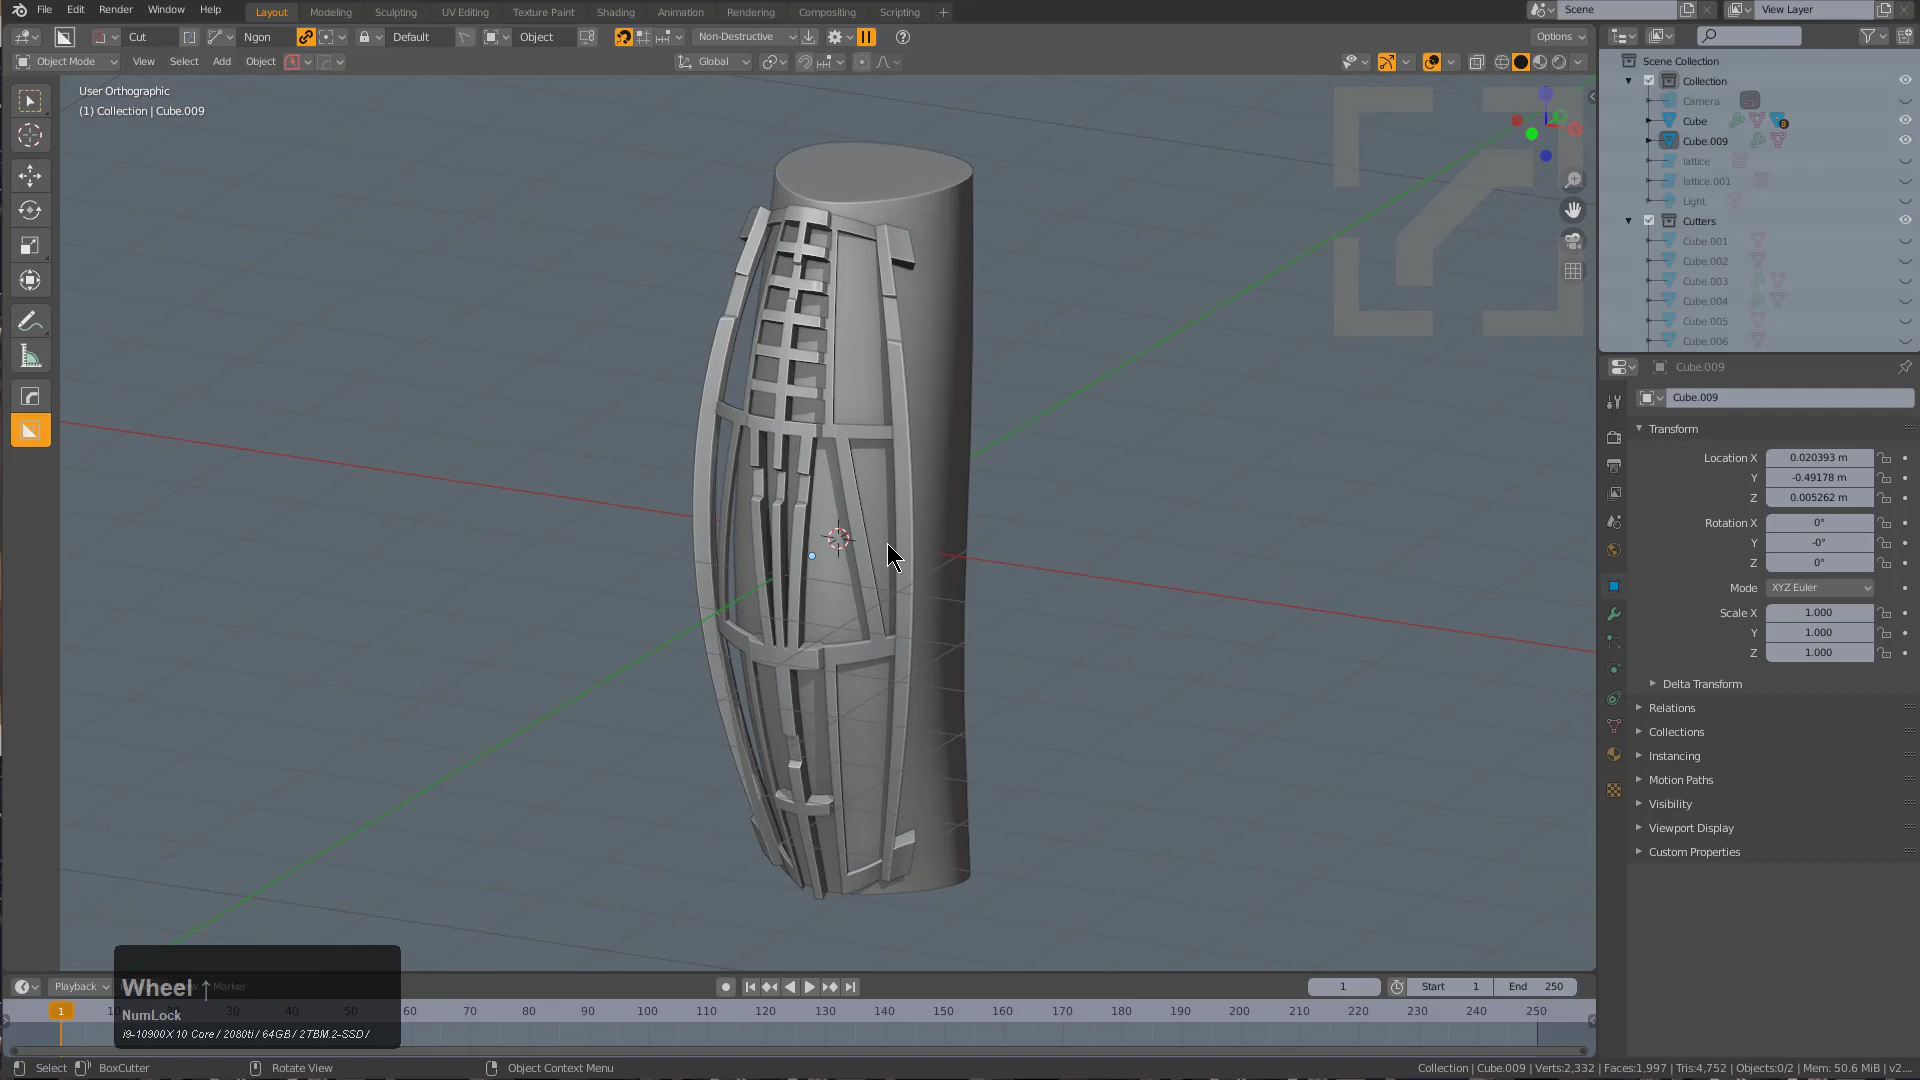 File Edit Render Window Help Layout Modeling Sculpting UV Editing Texture Paint Shading Animation Rendering Compositing Scripting + Scene View Layer
Cut Ngon Default Object Non-Destructive Options
Object Mode View Select Add Object Global
User Orthographic
(1) Collection | Cube.009
Scene Collection
Collection
Camera
Cube
Cube.009
lattice
lattice.001
Light
Cutters
Cube.001
Cube.002
Cube.003
Cube.004
Cube.005
Cube.006
Cube.009
Cube.009
Transform
Location X 0.020393 m
Y -0.49178 m
Z 0.005262 m
Rotation X 0°
Y -0°
Z 0°
Mode XYZ Euler
Scale X 1.000
Y 1.000
Z 1.000
Delta Transform
Relations
Collections
Instancing
Motion Paths
Visibility
Viewport Display
Custom Properties
Playback Marker 1 Start 1 End 250
Wheel ↑
NumLock
i9-10900X 10 Core / 2080ti / 64GB / 2TBM.2-SSD /
1 10 20 30 40 50 60 70 80 90 100 110 120 130 140 150 160 170 180 190 200 210 220 230 240 250
Select BoxCutter Rotate View Object Context Menu Collection | Cube.009 | Verts:2,332 | Faces:1,997 | Tris:4,752 | Objects:0/2 | Mem: 50.6 MiB | v2....